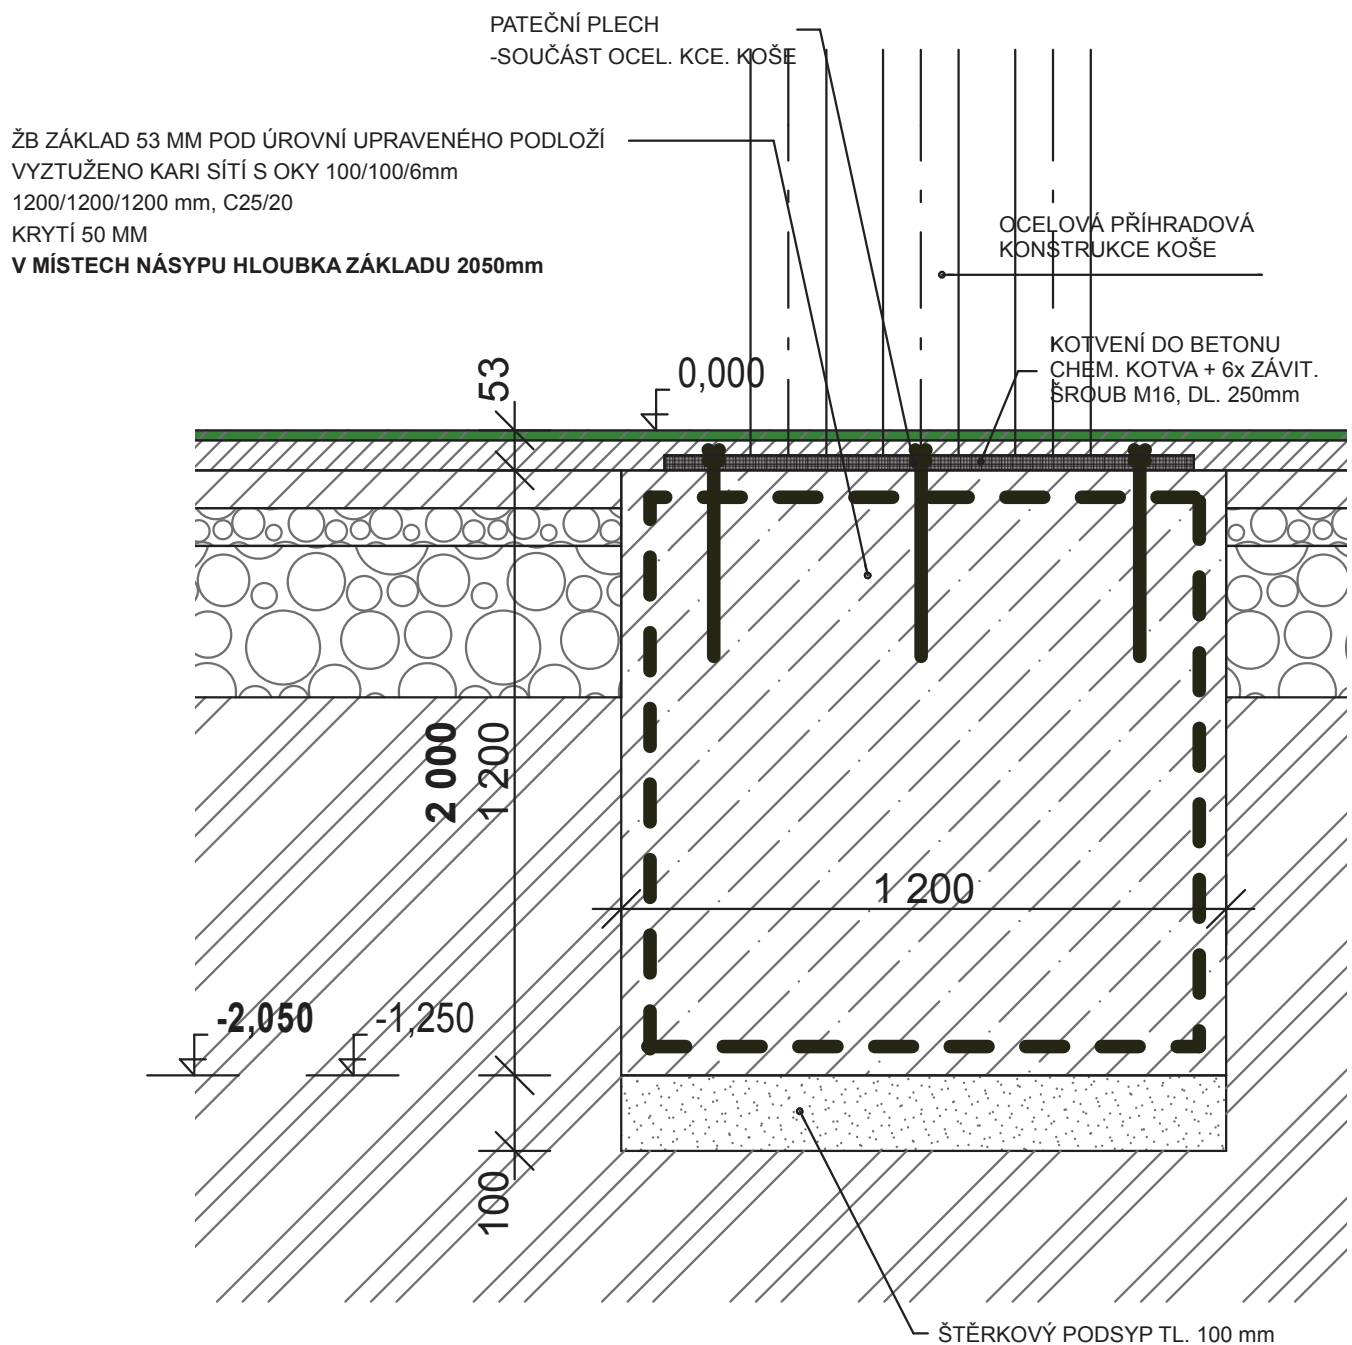 PATEČNÍ PLECH
-SOUČÁST OCEL. KCE. KOŠE
ŽB ZÁKLAD 53 MM POD ÚROVNÍ UPRAVENÉHO PODLOŽÍ
VYZTUŽENO KARI SÍTÍ S OKY 100/100/6mm
1200/1200/1200 mm, C25/20
KRYTÍ 50 MM
V MÍSTECH NÁSYPU HLOUBKA ZÁKLADU 2050mm
OCELOVÁ PŘÍHRADOVÁ
KONSTRUKCE KOŠE
KOTVENÍ DO BETONU
CHEM. KOTVA + 6x ZÁVIT.
ŠROUB M16, DL. 250mm
53
0,000
2 000
1 200
1 200
-2,050
-1,250
100
ŠTĚRKOVÝ PODSYP TL. 100 mm